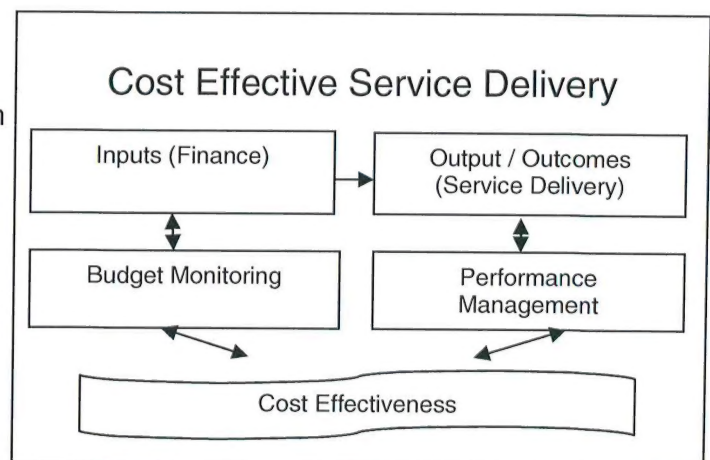 Cost Effective Service Delivery
Inputs (Finance)
Output / Outcomes
(Service Delivery)
Budget Monitoring
Performance
Management
Cost Effectiveness